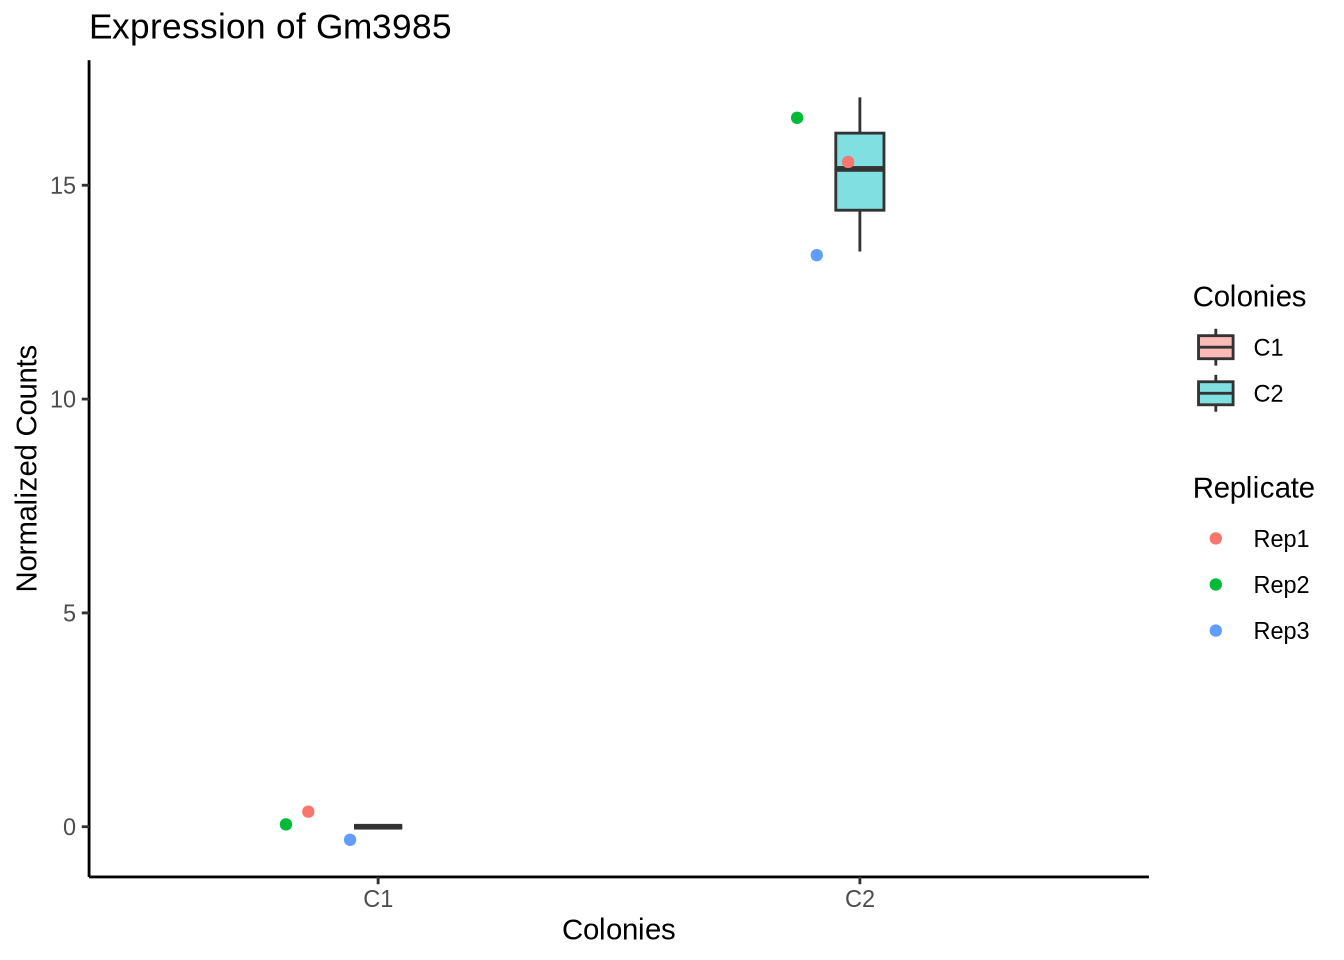 Expression of Gm3985
Normalized Counts
15
10
5
0
C1
C2
Colonies
Colonies
C1
C2
Replicate
Rep1
Rep2
Rep3